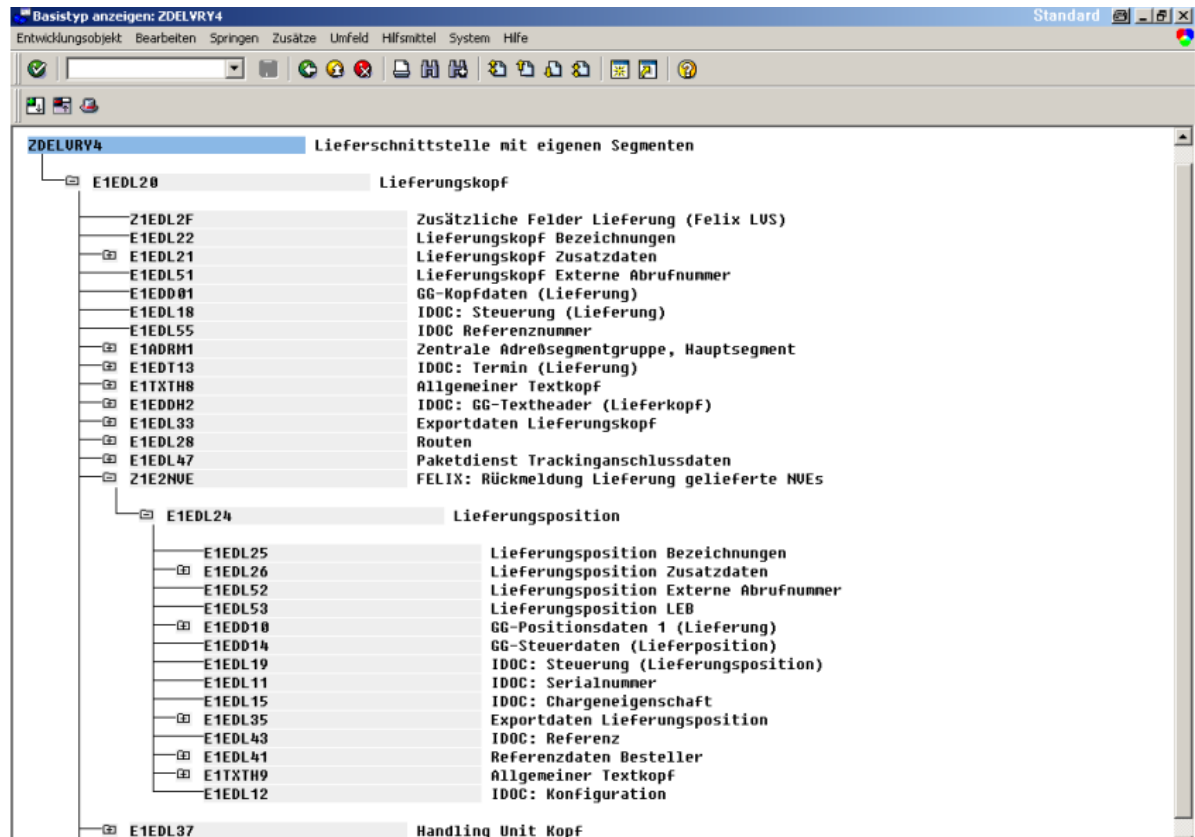 Basistyp anzeigen: ZDELVRY4 Standard
Entwicklungsobjekt Bearbeiten Springen Zusätze Umfeld Hilfsmittel System Hilfe
ZDELVRY4 Lieferschnittstelle mit eigenen Segmenten
E1EDL20 Lieferungskopf
Z1EDL2F Zusätzliche Felder Lieferung (Felix LVS)
E1EDL22 Lieferungskopf Bezeichnungen
E1EDL21 Lieferungskopf Zusatzdaten
E1EDL51 Lieferungskopf Externe Abrufnummer
E1EDD01 GG-Kopfdaten (Lieferung)
E1EDL18 IDOC: Steuerung (Lieferung)
E1EDL55 IDOC Referenznummer
E1ADRM1 Zentrale Adreßsegmentgruppe, Hauptsegment
E1EDT13 IDOC: Termin (Lieferung)
E1TXTH8 Allgemeiner Textkopf
E1EDDH2 IDOC: GG-Textheader (Lieferkopf)
E1EDL33 Exportdaten Lieferungskopf
E1EDL28 Routen
E1EDL47 Paketdienst Trackinganschlussdaten
Z1E2NVE FELIX: Rückmeldung Lieferung gelieferte NVEs
E1EDL24 Lieferungsposition
E1EDL25 Lieferungsposition Bezeichnungen
E1EDL26 Lieferungsposition Zusatzdaten
E1EDL52 Lieferungsposition Externe Abrufnummer
E1EDL53 Lieferungsposition LEB
E1EDD10 GG-Positionsdaten 1 (Lieferung)
E1EDD14 GG-Steuerdaten (Lieferposition)
E1EDL19 IDOC: Steuerung (Lieferungsposition)
E1EDL11 IDOC: Serialnummer
E1EDL15 IDOC: Chargeneigenschaft
E1EDL35 Exportdaten Lieferungsposition
E1EDL43 IDOC: Referenz
E1EDL41 Referenzdaten Besteller
E1TXTH9 Allgemeiner Textkopf
E1EDL12 IDOC: Konfiguration
E1EDL37 Handling Unit Kopf